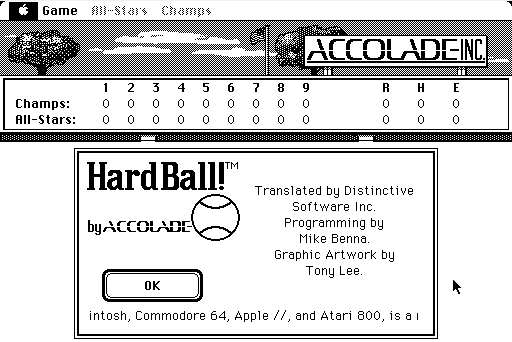 Game All-Stars Champs
ACCOLADE-INC.
1 2 3 4 5 6 7 8 9 R H E
Champs: 0 0 0 0 0 0 0 0 0 0 0 0
All-Stars: 0 0 0 0 0 0 0 0 0 0 0 0
HardBall!™
by ACCOLADE
Translated by Distinctive
Software Inc.
Programming by
Mike Benna.
Graphic Artwork by
Tony Lee.
OK
intosh, Commodore 64, Apple //, and Atari 800, is a